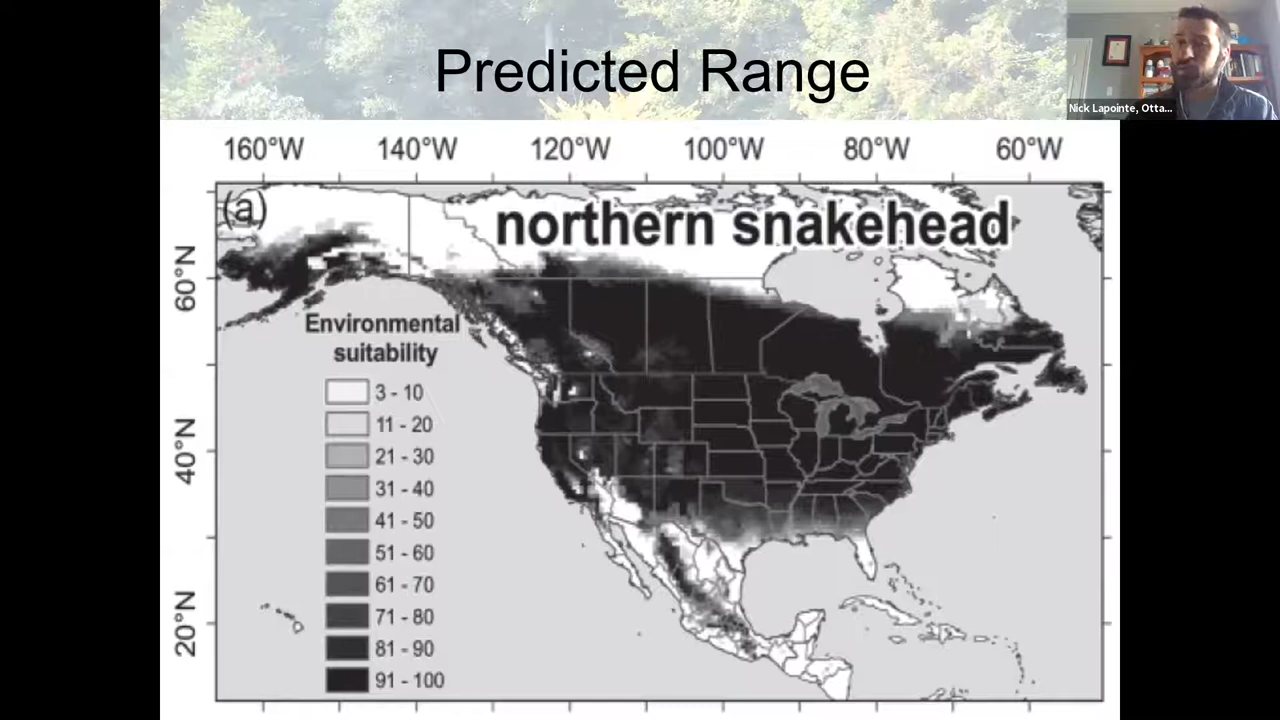 Predicted Range
Nick Lapointe, Otta...
160°W 140°W 120°W 100°W 80°W 60°W
(a)
northern snakehead
60°N
40°N
20°N
Environmental
suitability
3 - 10
11 - 20
21 - 30
31 - 40
41 - 50
51 - 60
61 - 70
71 - 80
81 - 90
91 - 100